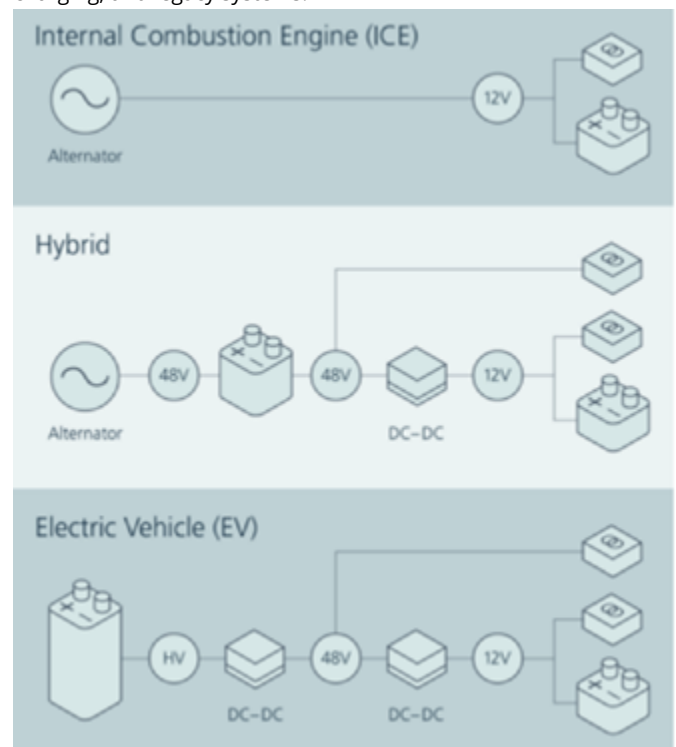 Internal Combustion Engine (ICE)
12V
Alternator
Hybrid
48V
48V
12V
Alternator
DC–DC
Electric Vehicle (EV)
HV
48V
12V
DC–DC
DC–DC